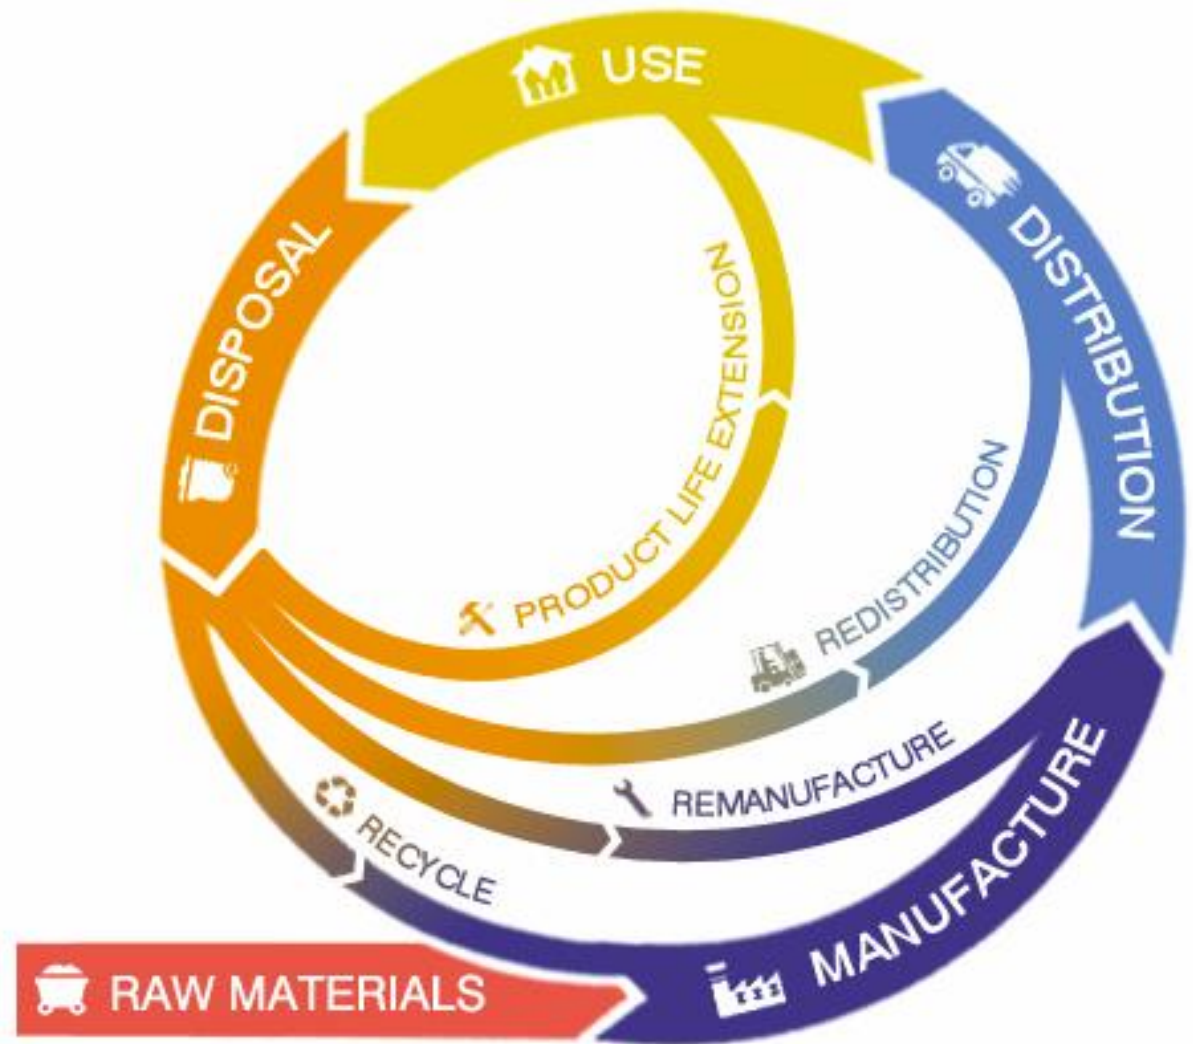 USE
DISTRIBUTION
DISPOSAL
PRODUCT LIFE EXTENSION
REDISTRIBUTION
REMANUFACTURE
RECYCLE
MANUFACTURE
RAW MATERIALS